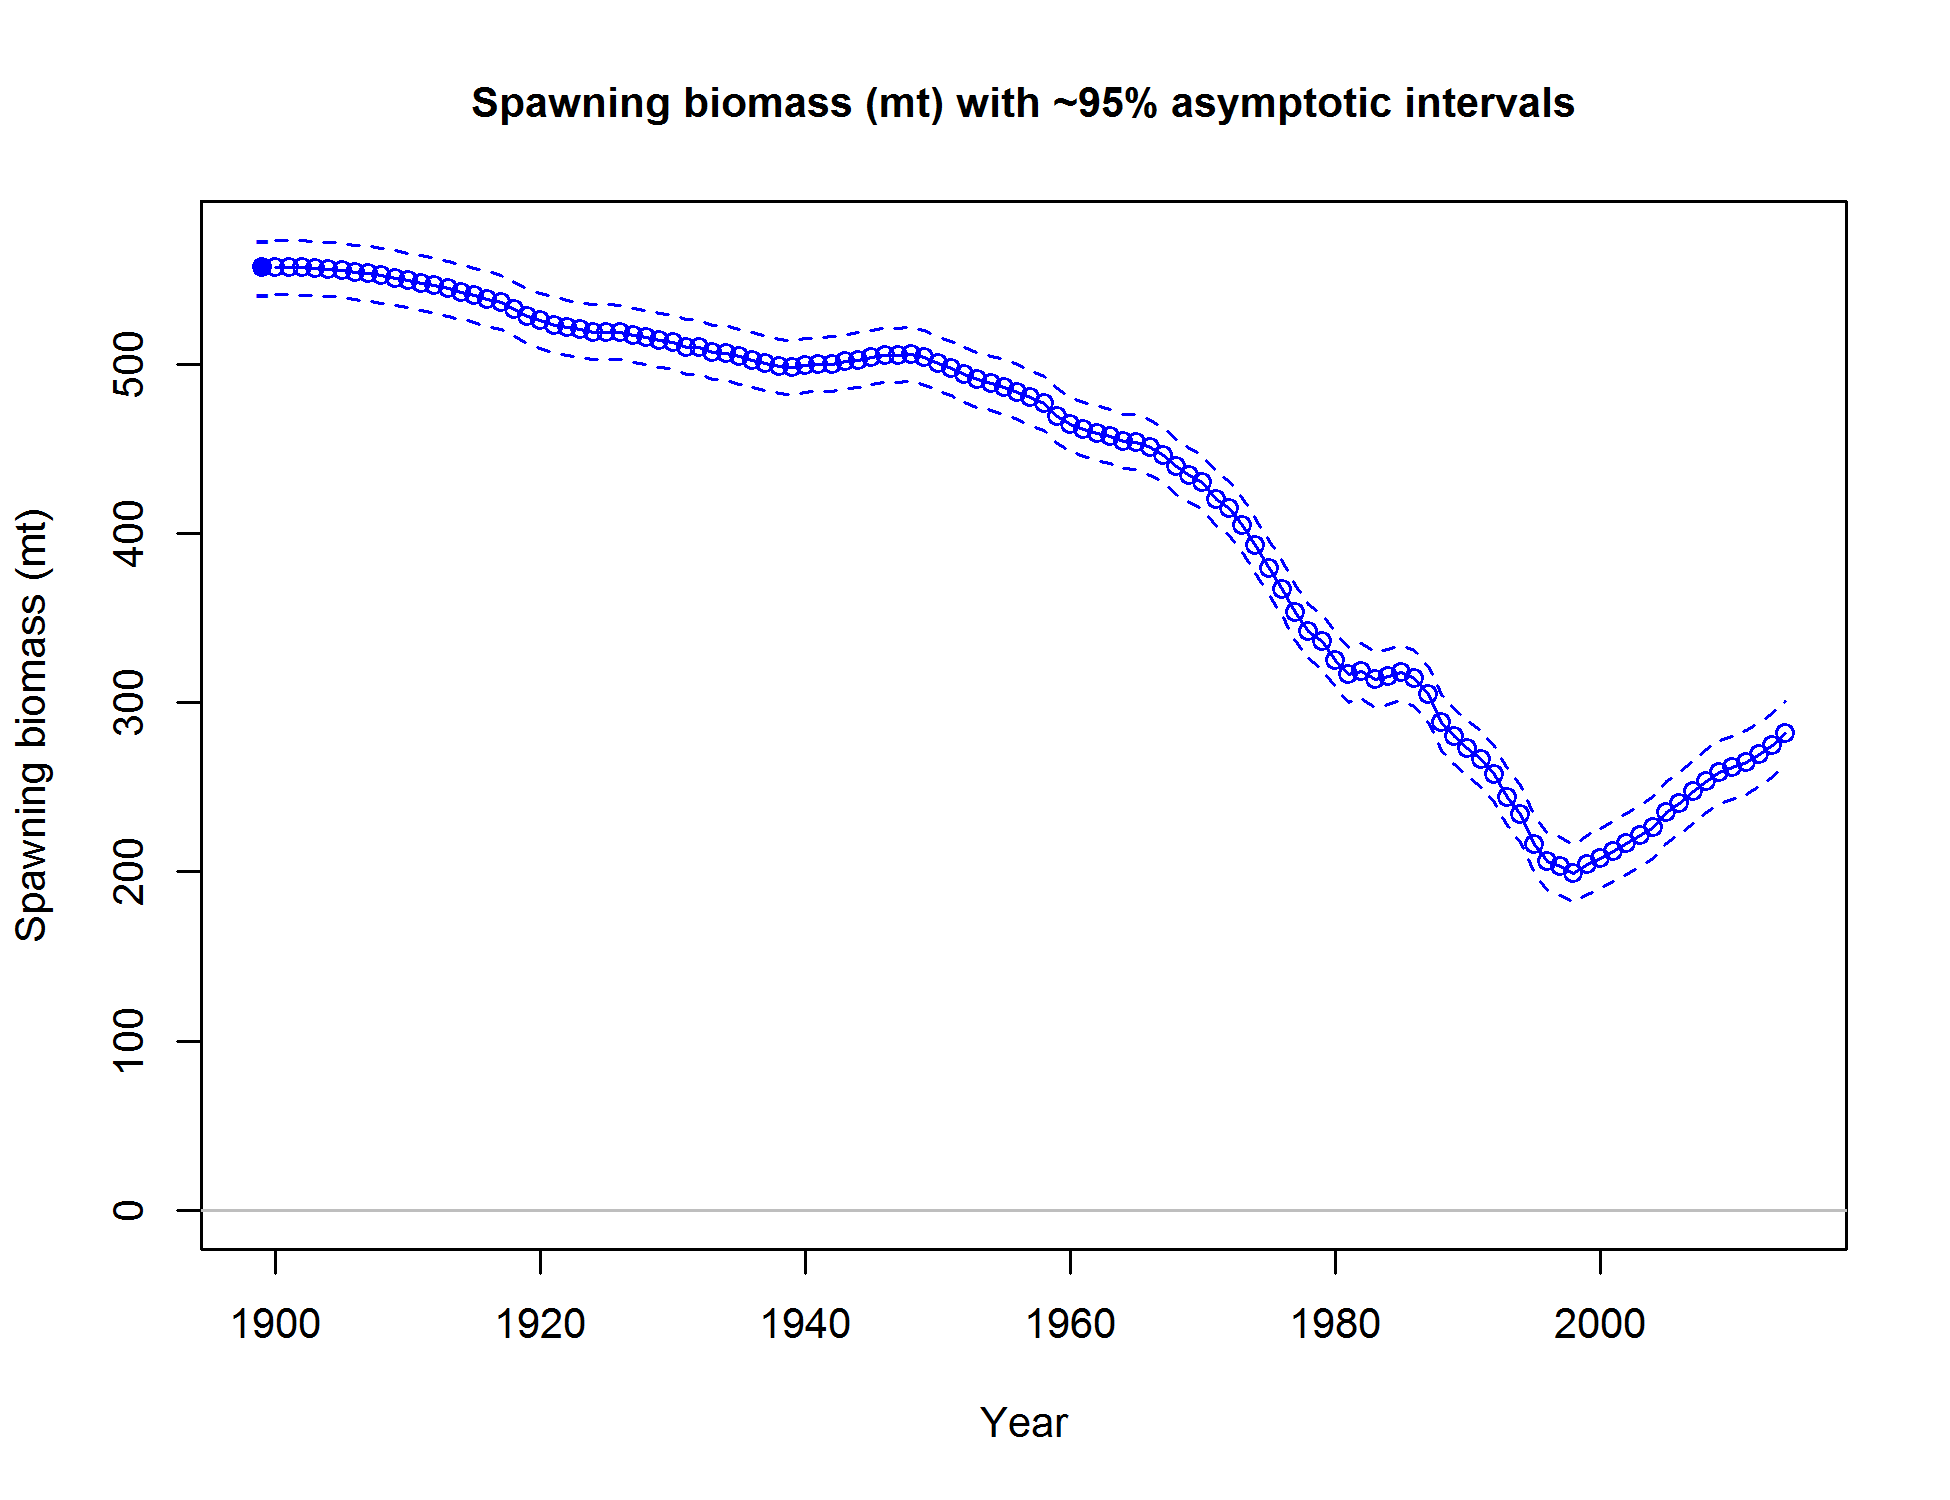 Spawning biomass (mt) with ~95% asymptotic intervals
Spawning biomass (mt)
500
400
300
200
100
0
1900 1920 1940 1960 1980 2000
Year